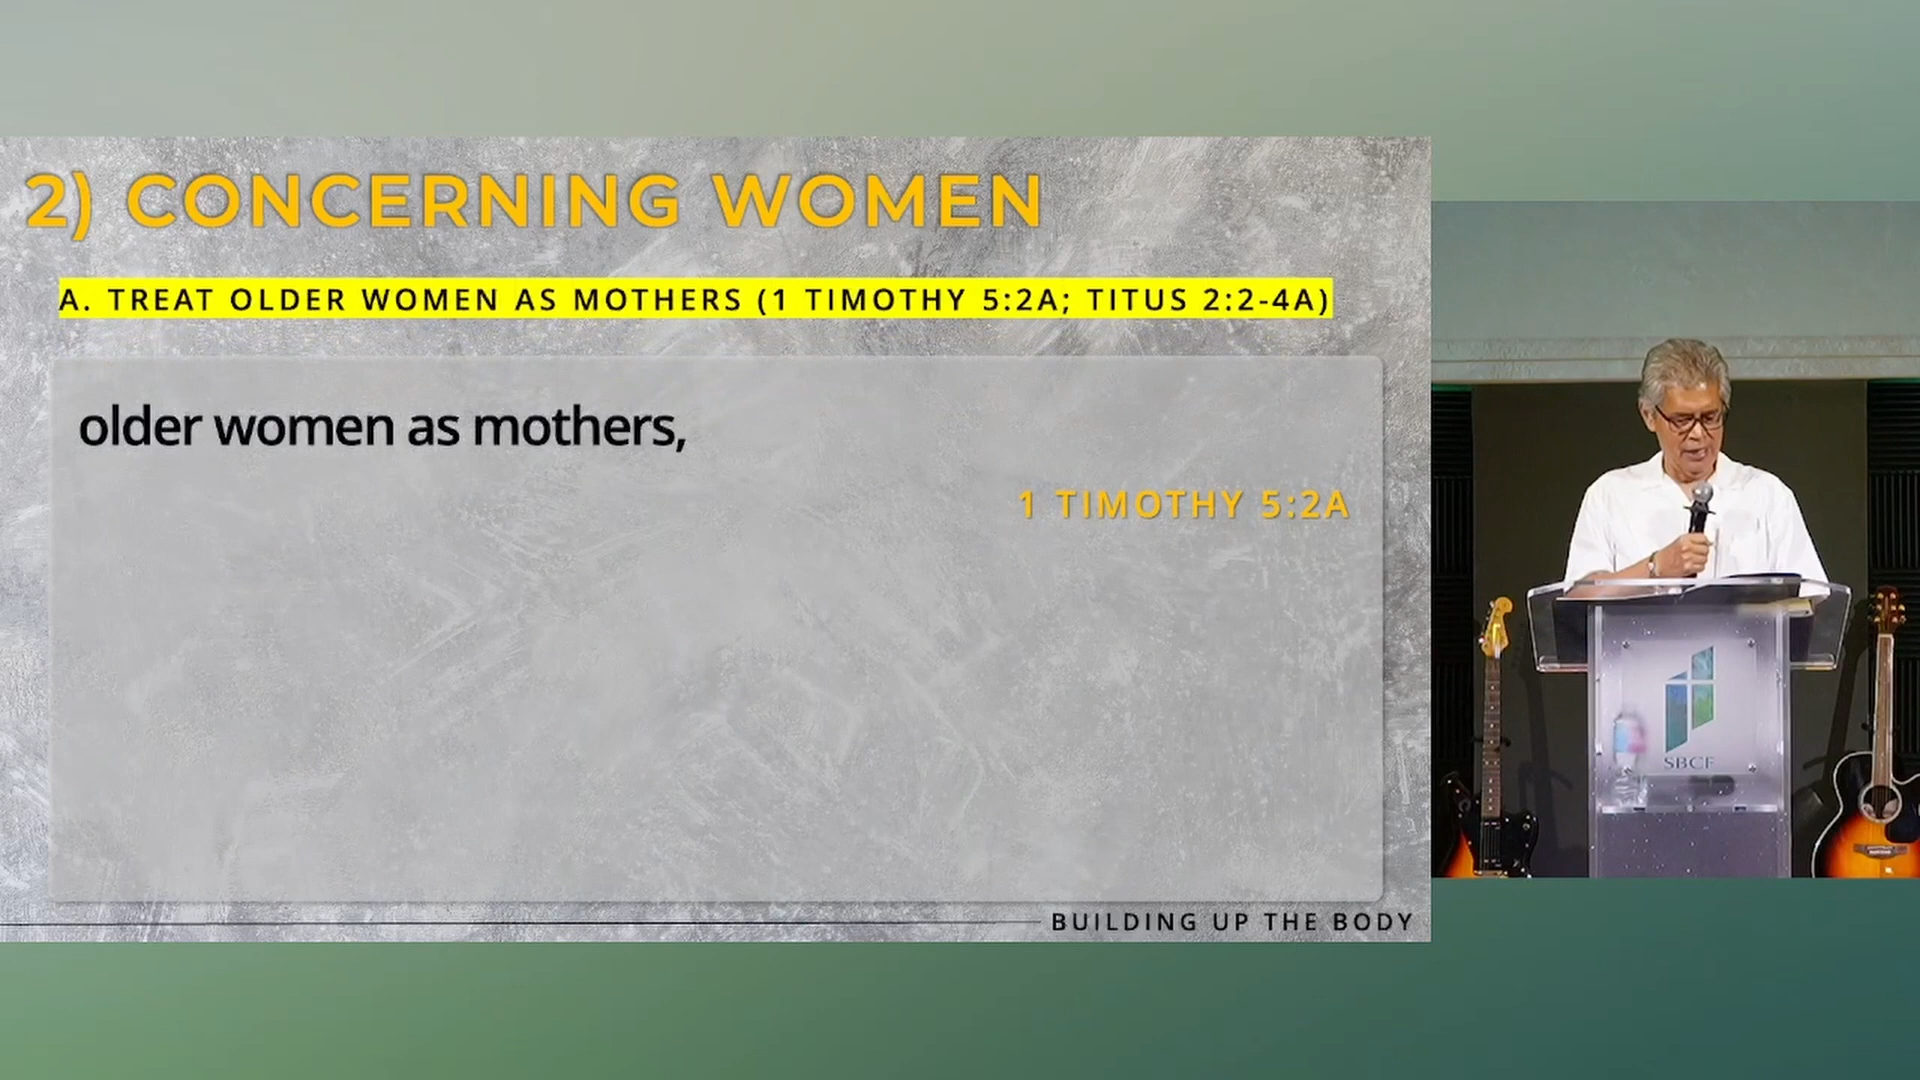 2) CONCERNING WOMEN
A. TREAT OLDER WOMEN AS MOTHERS (1 TIMOTHY 5:2A; TITUS 2:2-4A)
older women as mothers,
1 TIMOTHY 5:2A
BUILDING UP THE BODY
SBCF